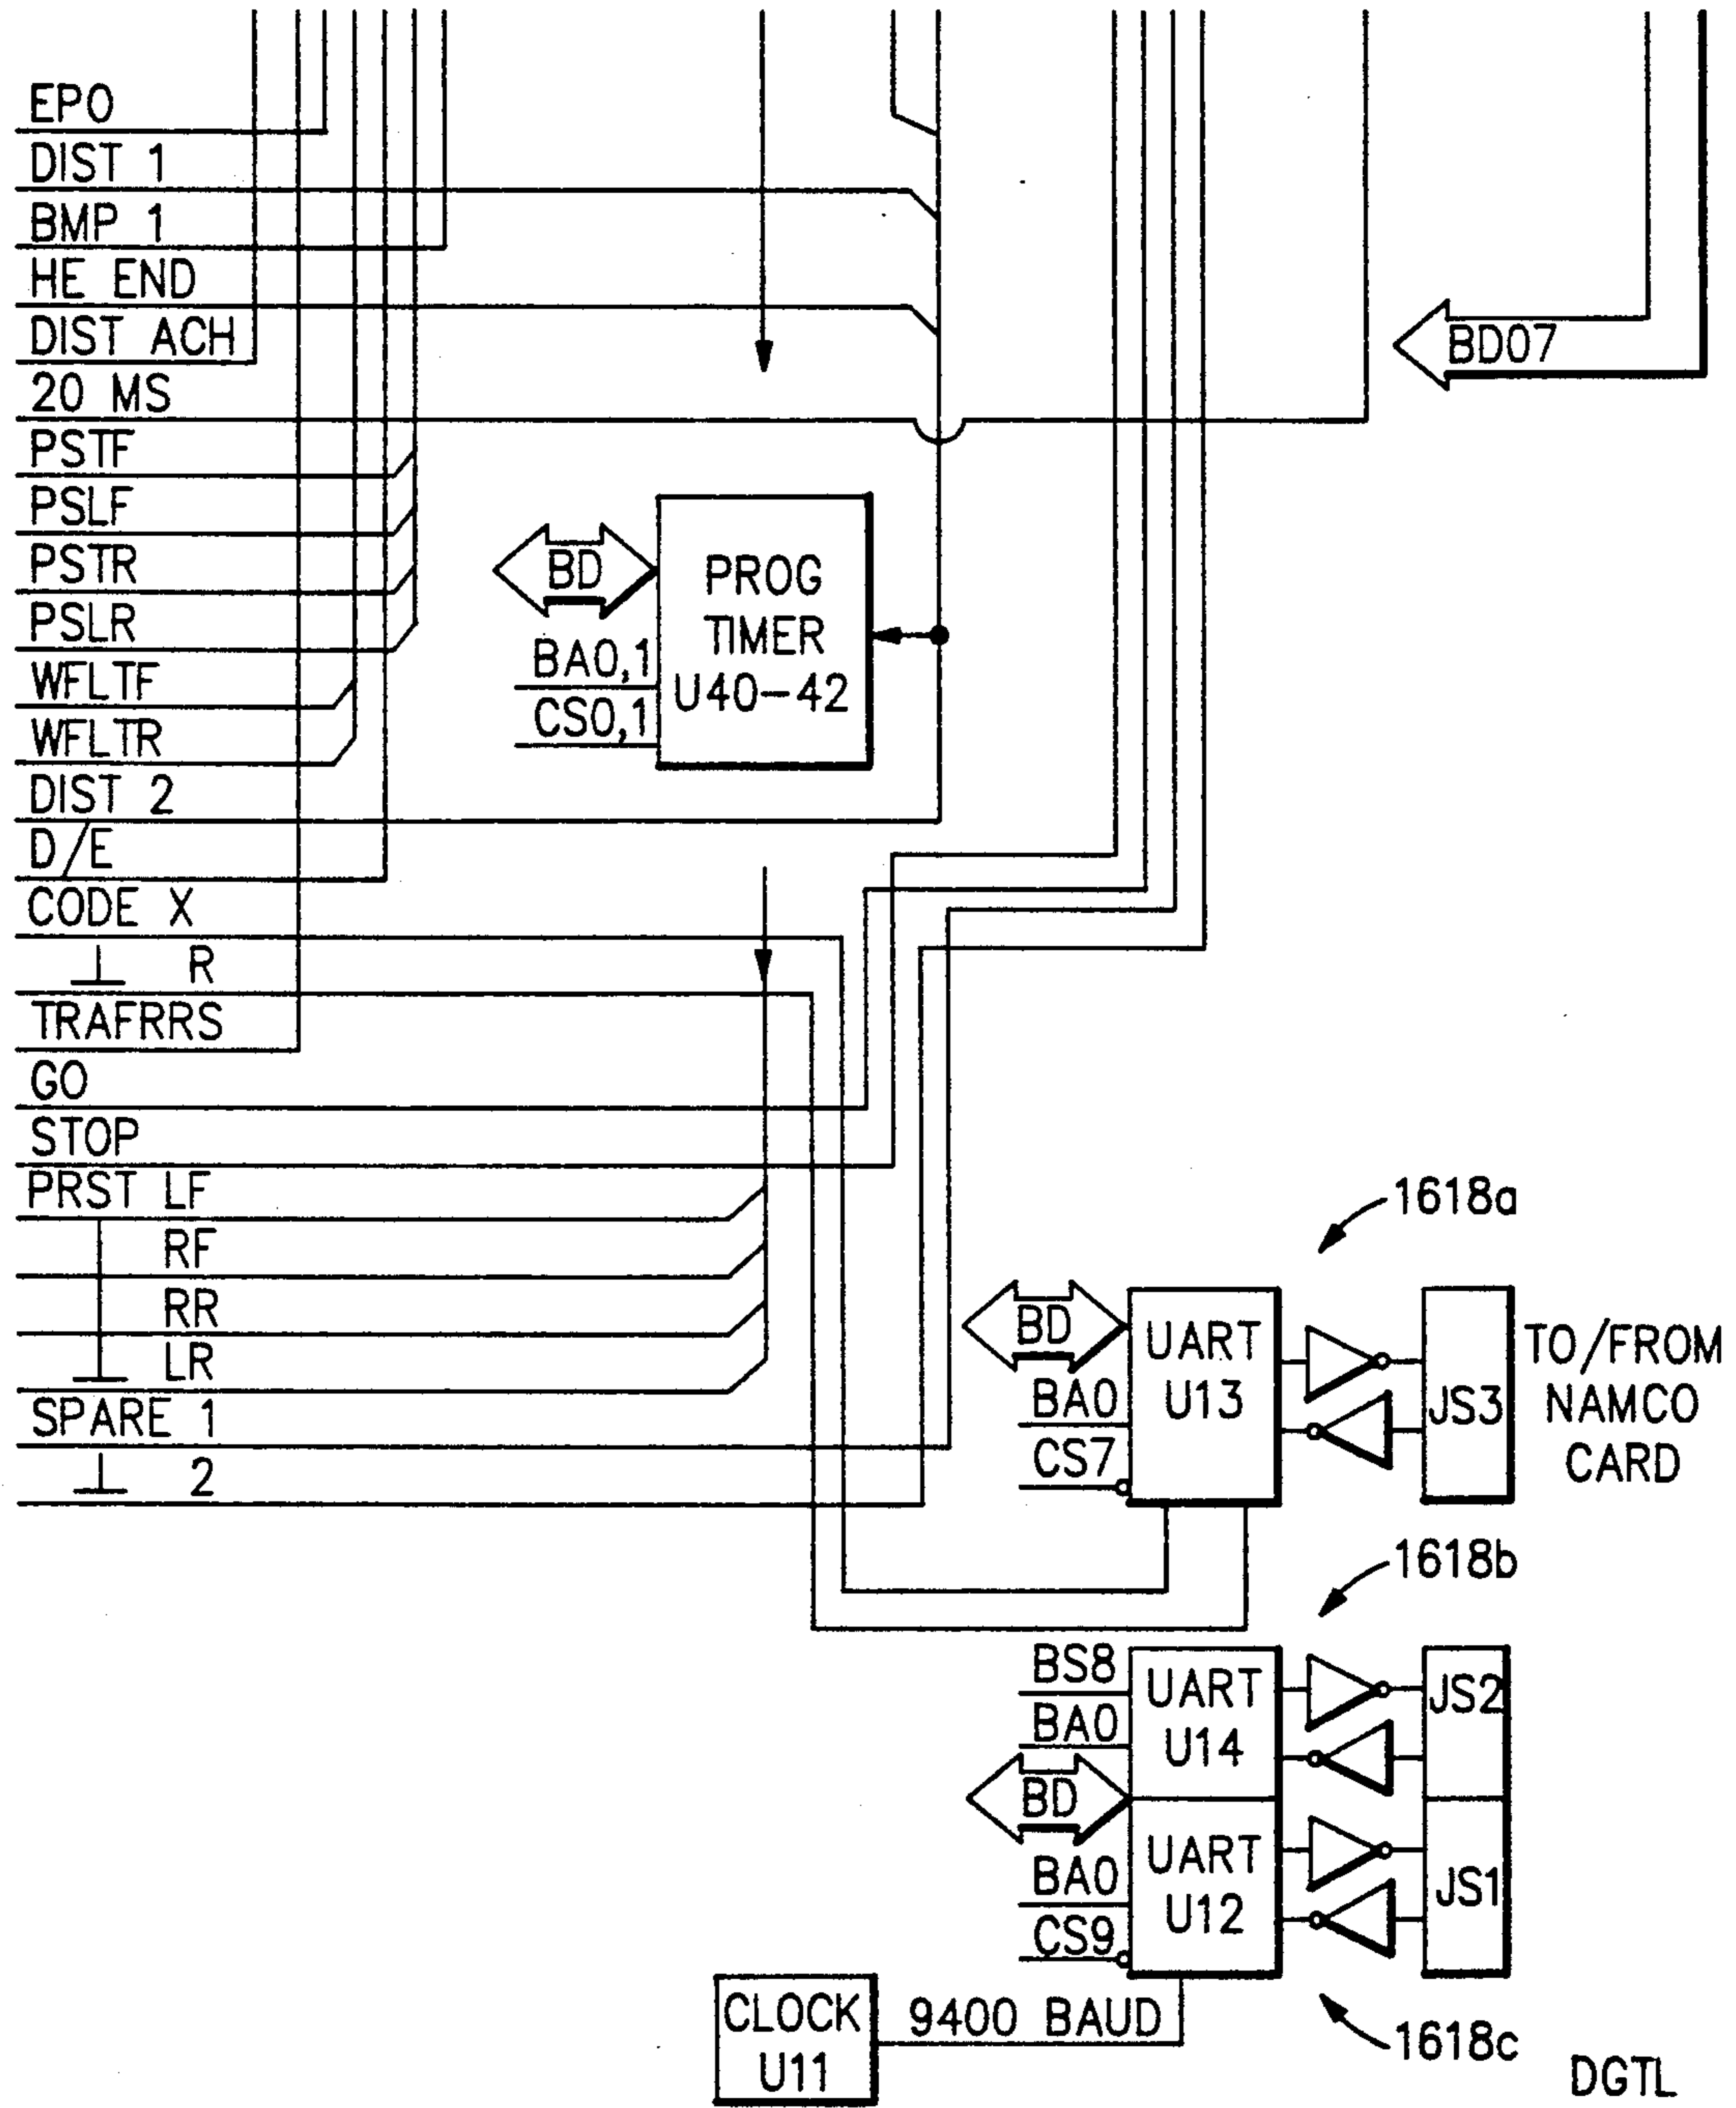 EPO
DIST 1
BMP 1
HE END
DIST ACH
20 MS
PSTF
PSLF
PSTR
PSLR
WFLTF
WFLTR
DIST 2
D/E
CODE X
R
TRAFRRS
GO
STOP
PRST LF
RF
RR
LR
SPARE 1
2
BD07
BD
BA0,1
CS0,1
PROG
TIMER
U40-42
1618a
BD
BA0
CS7
UART
U13
JS3
TO/FROM
NAMCO
CARD
1618b
BS8
BA0
UART
U14
JS2
BD
BA0
CS9
UART
U12
JS1
CLOCK
U11
9400 BAUD
1618c
DGTL